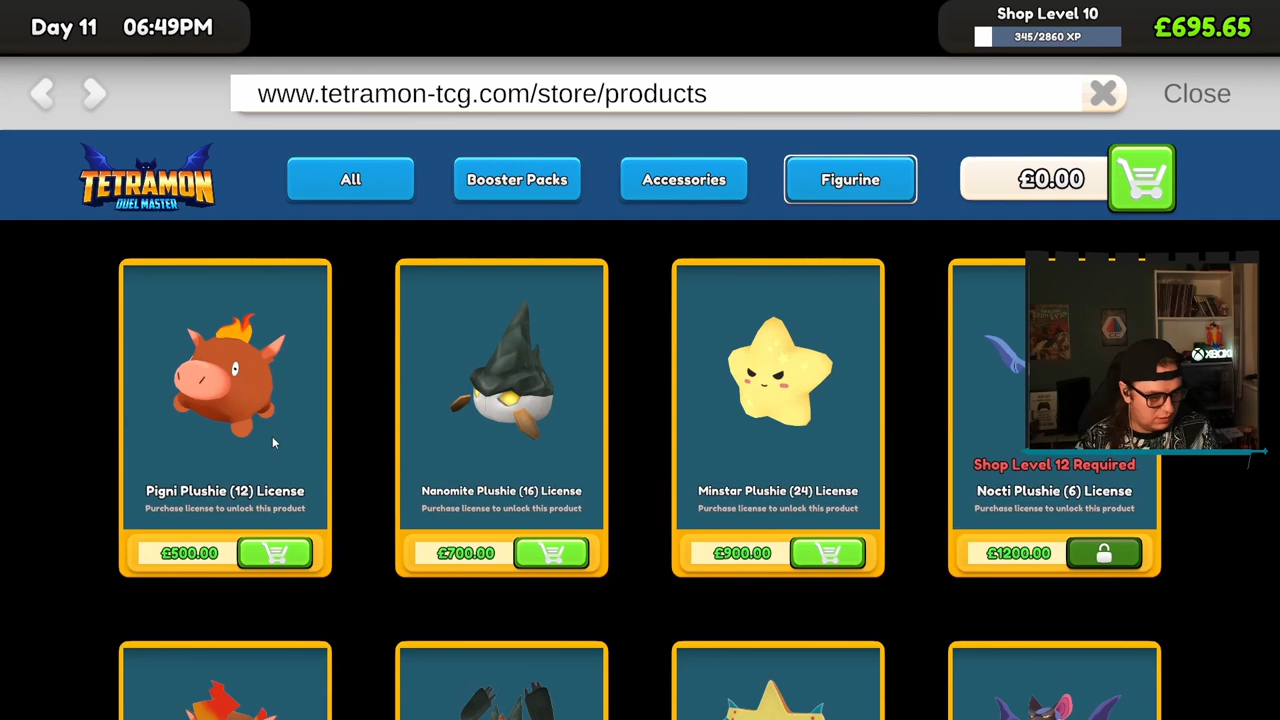 Day 11 06:49PM
Shop Level 10
345/2860 XP
£695.65
www.tetramon-tcg.com/store/products
Close
TETRAMON
DUEL MASTER
All
Booster Packs
Accessories
Figurine
£0.00
XBOX
Shop Level 12 Required
Pigni Plushie (12) License
Purchase license to unlock this product
£500.00
Nanomite Plushie (16) License
Purchase license to unlock this product
£700.00
Minstar Plushie (24) License
Purchase license to unlock this product
£900.00
Nocti Plushie (6) License
Purchase license to unlock this product
£1200.00